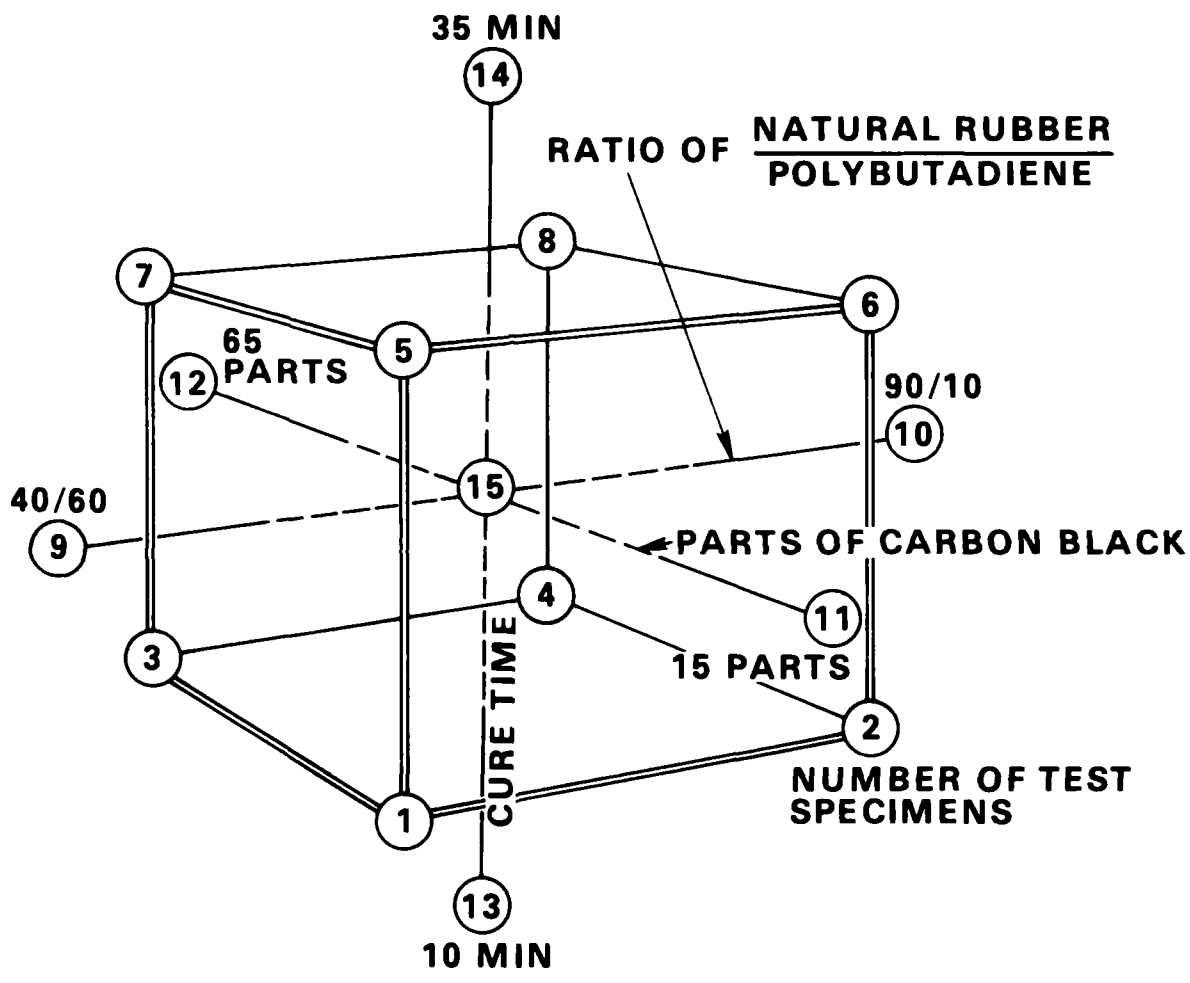 35 MIN
14
RATIO OF NATURAL RUBBER
POLYBUTADIENE
8
7
6
5
65
PARTS
12
90/10
10
15
40/60
9
PARTS OF CARBON BLACK
4
11
3
15 PARTS
CURE TIME
2
NUMBER OF TEST
SPECIMENS
1
13
10 MIN